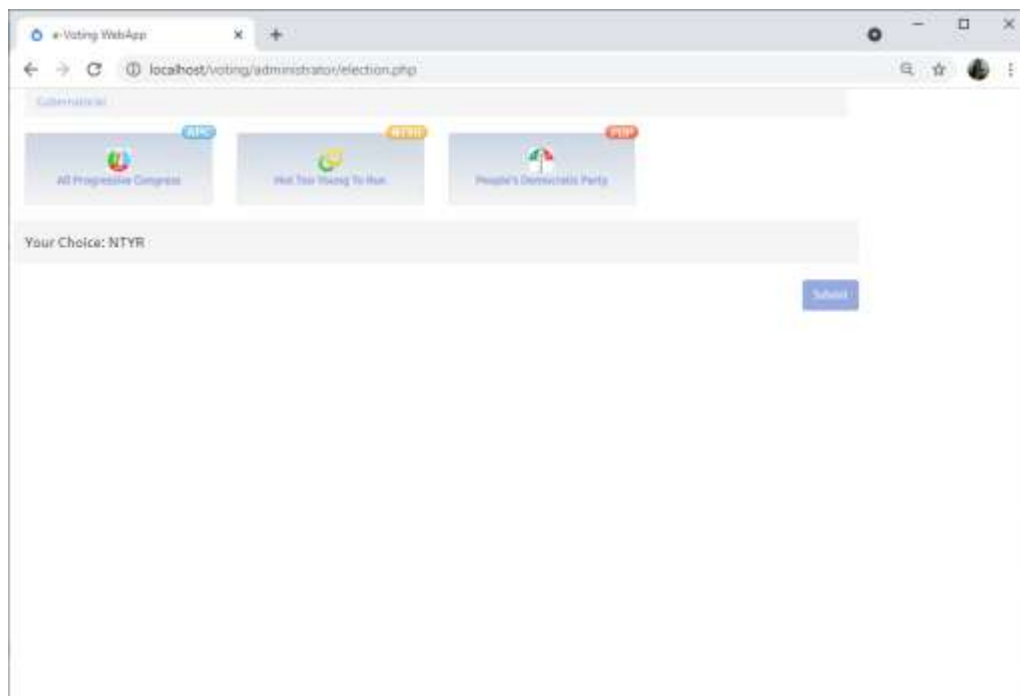 e-Voting WebApp
localhost/voting/administrator/election.php
Gubernatorial
APC
NTYR
PDP
All Progressive Congress
Not Too Young To Run
People's Democratic Party
Your Choice: NTYR
Submit